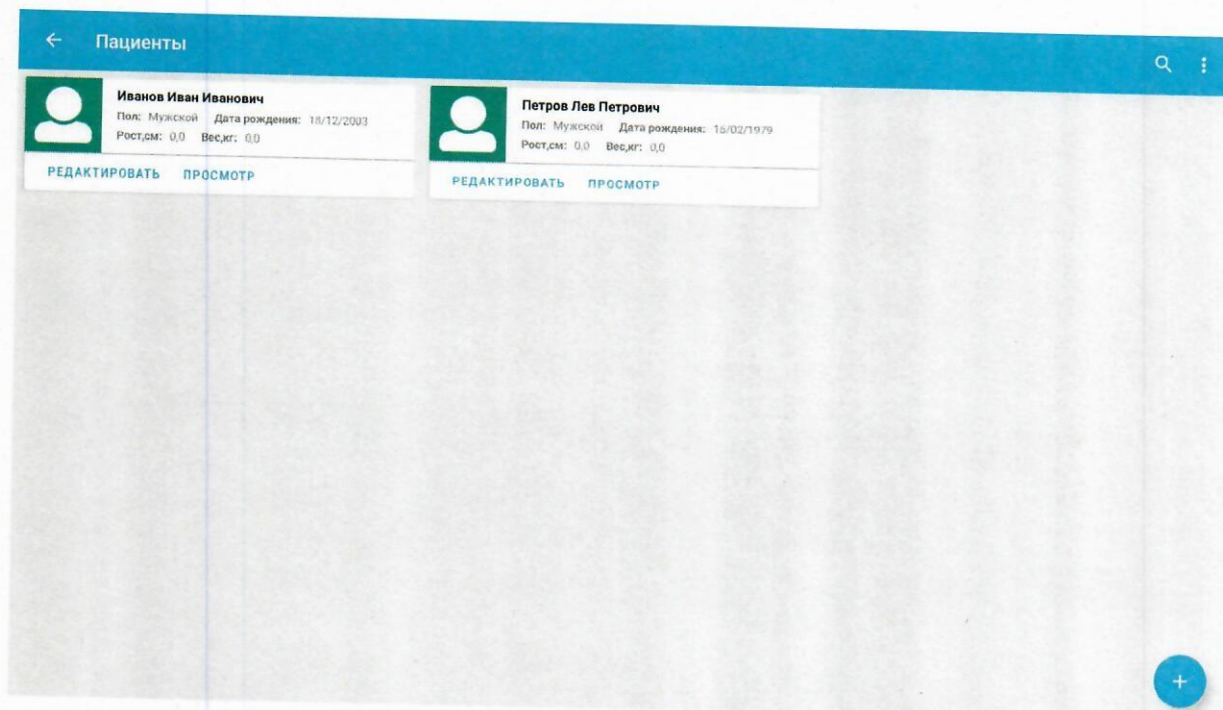 Пациенты
Иванов Иван Иванович
Пол: Мужской Дата рождения: 18/12/2003
Рост,см: 0,0 Вес,кг: 0,0
РЕДАКТИРОВАТЬ ПРОСМОТР
Петров Лев Петрович
Пол: Мужской Дата рождения: 15/02/1979
Рост,см: 0,0 Вес,кг: 0,0
РЕДАКТИРОВАТЬ ПРОСМОТР